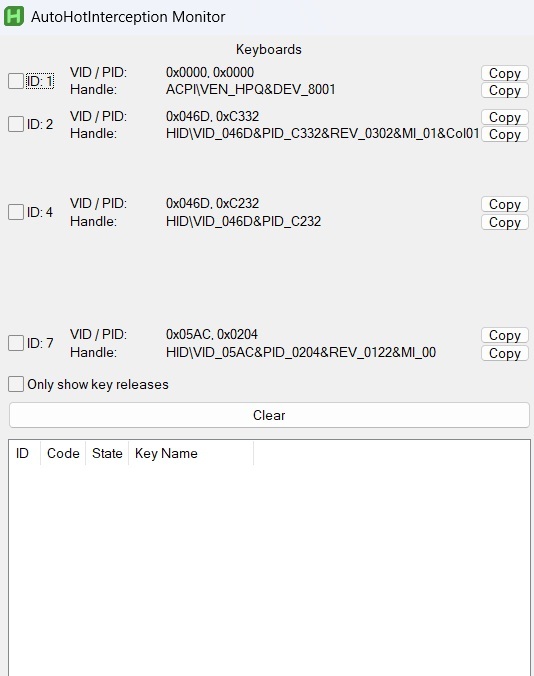 AutoHotInterception Monitor
Keyboards
ID: 1 VID / PID: 0x0000, 0x0000 Copy
Handle: ACPI\VEN_HPQ&DEV_8001 Copy
ID: 2 VID / PID: 0x046D, 0xC332 Copy
Handle: HID\VID_046D&PID_C332&REV_0302&MI_01&Col01 Copy
ID: 4 VID / PID: 0x046D, 0xC232 Copy
Handle: HID\VID_046D&PID_C232 Copy
ID: 7 VID / PID: 0x05AC, 0x0204 Copy
Handle: HID\VID_05AC&PID_0204&REV_0122&MI_00 Copy
Only show key releases
Clear
ID Code State Key Name